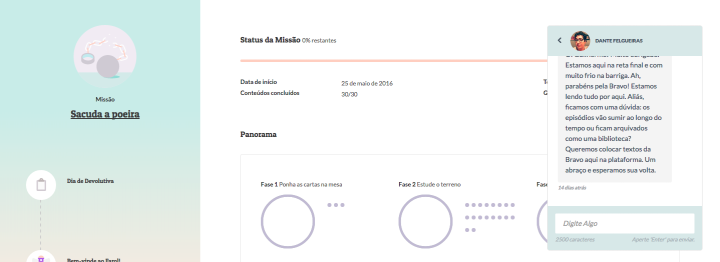 Missão
Sacuda a poeira
Dia de Devolutiva
Bem-vindo ao Farol!
Status da Missão 0% restantes
Data de início
25 de maio de 2016
Conteúdos concluídos
30/30
Panorama
Fase 1 Ponha as cartas na mesa
Fase 2 Estude o terreno
DANTE FELGUEIRAS
Estamos aqui na reta final e com
muito frio na barriga. Ah,
parabéns pela Bravo! Estamos
lendo tudo por aqui. Aliás,
ficamos com uma dúvida: os
episódios vão sumir ao longo do
tempo ou ficam arquivados
como uma biblioteca?
Queremos colocar textos da
Bravo aqui na plataforma. Um
abraço e esperamos sua volta.
14 dias atrás
Digite Algo
2500 caracteres
Aperte 'Enter' para enviar